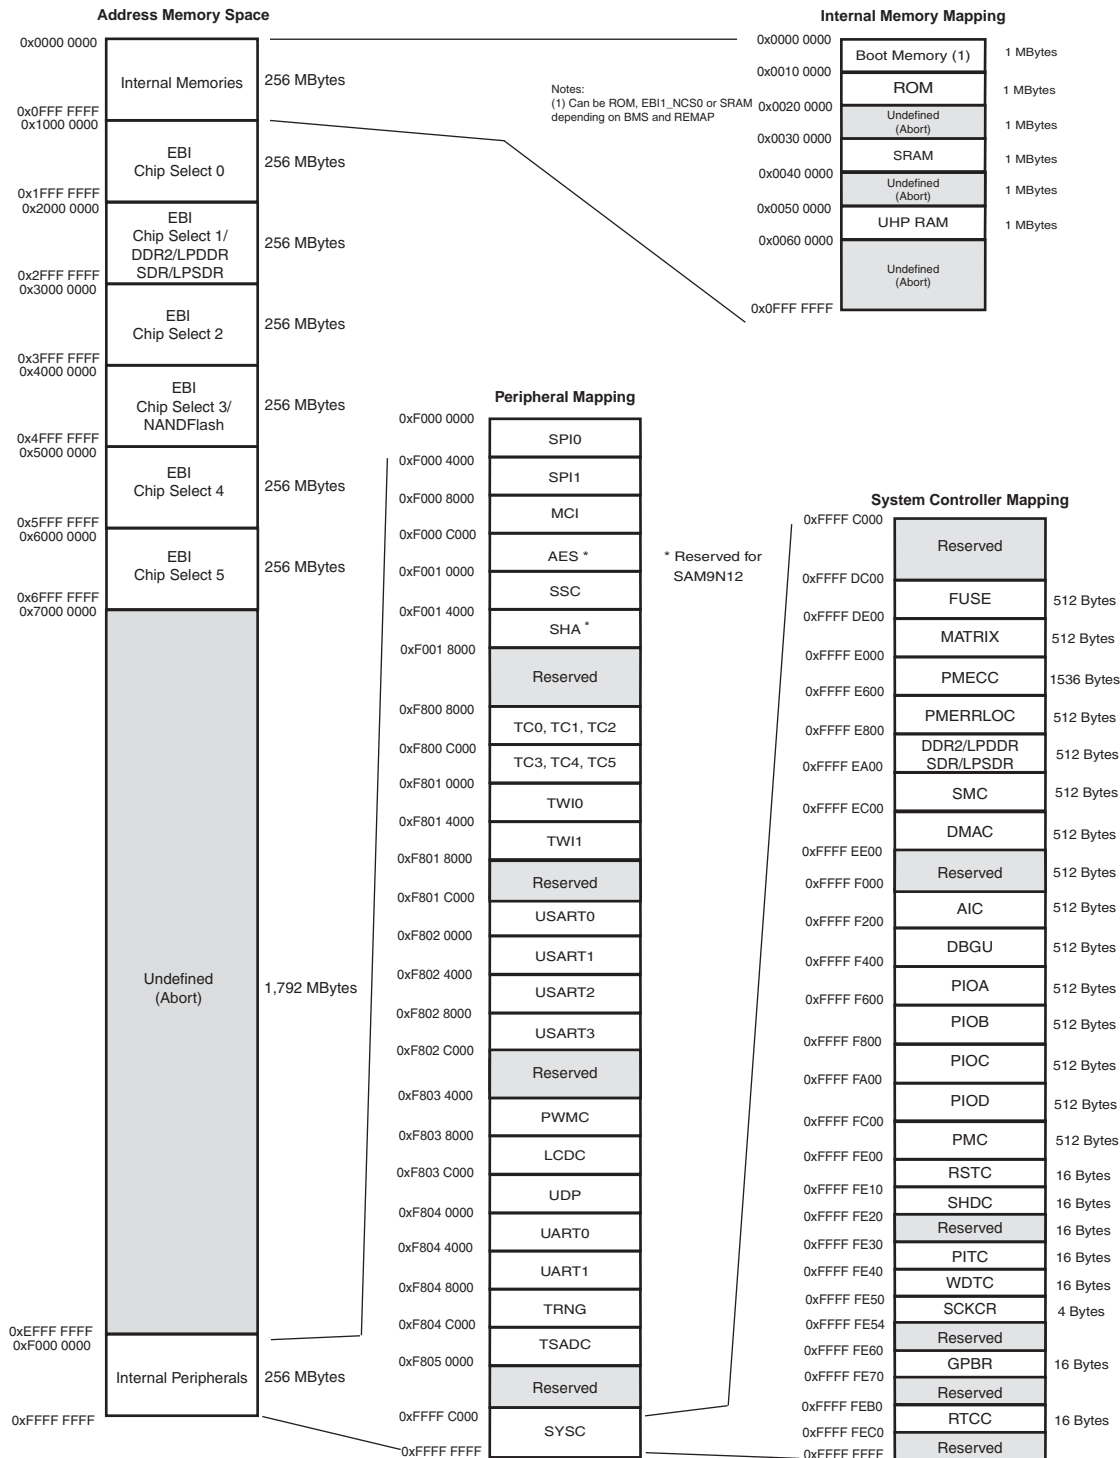 Address Memory Space
0x0000 0000
Internal Memories
256 MBytes
0x0FFF FFFF
0x1000 0000
EBI
Chip Select 0
256 MBytes
0x1FFF FFFF
0x2000 0000
EBI
Chip Select 1/
DDR2/LPDDR
SDR/LPSDR
256 MBytes
0x2FFF FFFF
0x3000 0000
EBI
Chip Select 2
256 MBytes
0x3FFF FFFF
0x4000 0000
EBI
Chip Select 3/
NANDFlash
256 MBytes
0x4FFF FFFF
0x5000 0000
EBI
Chip Select 4
256 MBytes
0x5FFF FFFF
0x6000 0000
EBI
Chip Select 5
256 MBytes
0x6FFF FFFF
0x7000 0000
Undefined
(Abort)
1,792 MBytes
0xEFFF FFFF
0xF000 0000
Internal Peripherals
256 MBytes
0xFFFF FFFF
Internal Memory Mapping
Notes:
(1) Can be ROM, EBI1_NCS0 or SRAM
depending on BMS and REMAP
0x0000 0000
Boot Memory (1)
1 MBytes
0x0010 0000
ROM
1 MBytes
0x0020 0000
Undefined
(Abort)
1 MBytes
0x0030 0000
SRAM
1 MBytes
0x0040 0000
Undefined
(Abort)
1 MBytes
0x0050 0000
UHP RAM
1 MBytes
0x0060 0000
Undefined
(Abort)
0x0FFF FFFF
Peripheral Mapping
0xF000 0000
SPI0
0xF000 4000
SPI1
0xF000 8000
MCI
0xF000 C000
AES *
* Reserved for
SAM9N12
0xF001 0000
SSC
0xF001 4000
SHA *
0xF001 8000
Reserved
0xF800 8000
TC0, TC1, TC2
0xF800 C000
TC3, TC4, TC5
0xF801 0000
TWI0
0xF801 4000
TWI1
0xF801 8000
Reserved
0xF801 C000
USART0
0xF802 0000
USART1
0xF802 4000
USART2
0xF802 8000
USART3
0xF802 C000
Reserved
0xF803 4000
PWMC
0xF803 8000
LCDC
0xF803 C000
UDP
0xF804 0000
UART0
0xF804 4000
UART1
0xF804 8000
TRNG
0xF804 C000
TSADC
0xF805 0000
Reserved
0xFFFF C000
SYSC
0xFFFF FFFF
System Controller Mapping
0xFFFF C000
Reserved
0xFFFF DC00
FUSE
512 Bytes
0xFFFF DE00
MATRIX
512 Bytes
0xFFFF E000
PMECC
1536 Bytes
0xFFFF E600
PMERRLOC
512 Bytes
0xFFFF E800
DDR2/LPDDR
SDR/LPSDR
512 Bytes
0xFFFF EA00
SMC
512 Bytes
0xFFFF EC00
DMAC
512 Bytes
0xFFFF EE00
Reserved
512 Bytes
0xFFFF F000
AIC
512 Bytes
0xFFFF F200
DBGU
512 Bytes
0xFFFF F400
PIOA
512 Bytes
0xFFFF F600
PIOB
512 Bytes
0xFFFF F800
PIOC
512 Bytes
0xFFFF FA00
PIOD
512 Bytes
0xFFFF FC00
PMC
512 Bytes
0xFFFF FE00
RSTC
16 Bytes
0xFFFF FE10
SHDC
16 Bytes
0xFFFF FE20
Reserved
16 Bytes
0xFFFF FE30
PITC
16 Bytes
0xFFFF FE40
WDTC
16 Bytes
0xFFFF FE50
SCKCR
4 Bytes
0xFFFF FE54
Reserved
0xFFFF FE60
GPBR
16 Bytes
0xFFFF FE70
Reserved
0xFFFF FEB0
RTCC
16 Bytes
0xFFFF FEC0
Reserved
0xFFFF FFFF